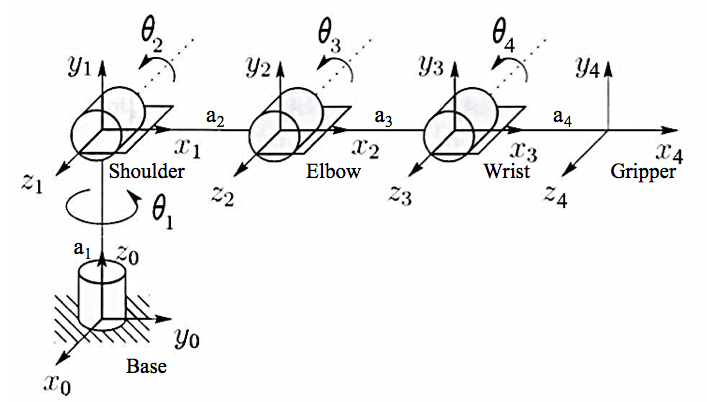 θ₂ θ₃ θ₄
y₁ y₂ y₃ y₄
a₂ a₃ a₄
x₁ x₂ x₃ x₄
Shoulder Elbow Wrist Gripper
z₁ z₂ z₃ z₄
θ₁
a₁ z₀
y₀
Base
x₀